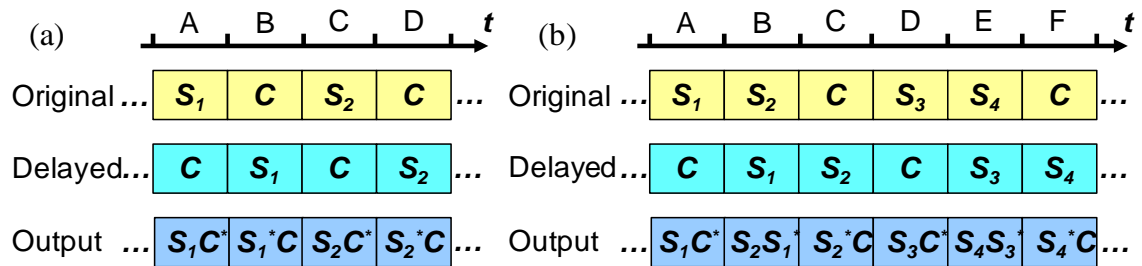 (a) A B C D t
Original ... S₁ C S₂ C ...
Delayed... C S₁ C S₂ ...
Output ... S₁C* S₁*C S₂C* S₂*C ...
(b) A B C D E F t
Original ... S₁ S₂ C S₃ S₄ C ...
Delayed... C S₁ S₂ C S₃ S₄ ...
Output ... S₁C* S₂S₁* S₂*C S₃C* S₄S₃* S₄*C ...